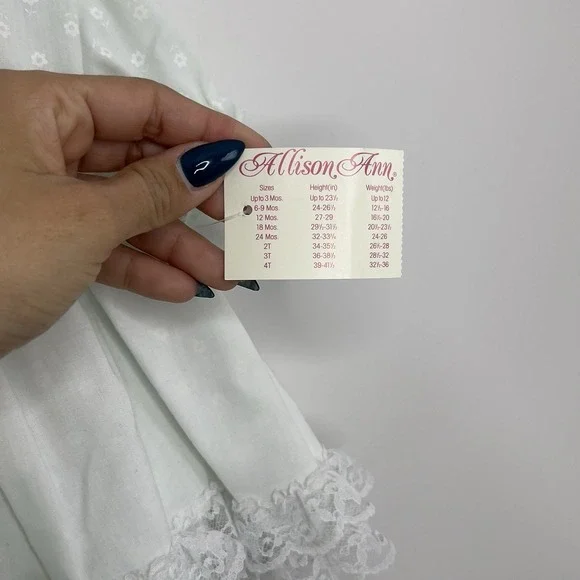 Allison Ann®
Sizes Height(in) Weight(lbs)
Up to 3 Mos. Up to 23½ Up to 12
6-9 Mos. 24-26½ 12½-16
12 Mos. 27-29 16½-20
18 Mos. 29½-31½ 20½-23½
24 Mos. 32-33½ 24-26
2T 34-35½ 26½-28
3T 36-38½ 28½-32
4T 39-41½ 32½-36